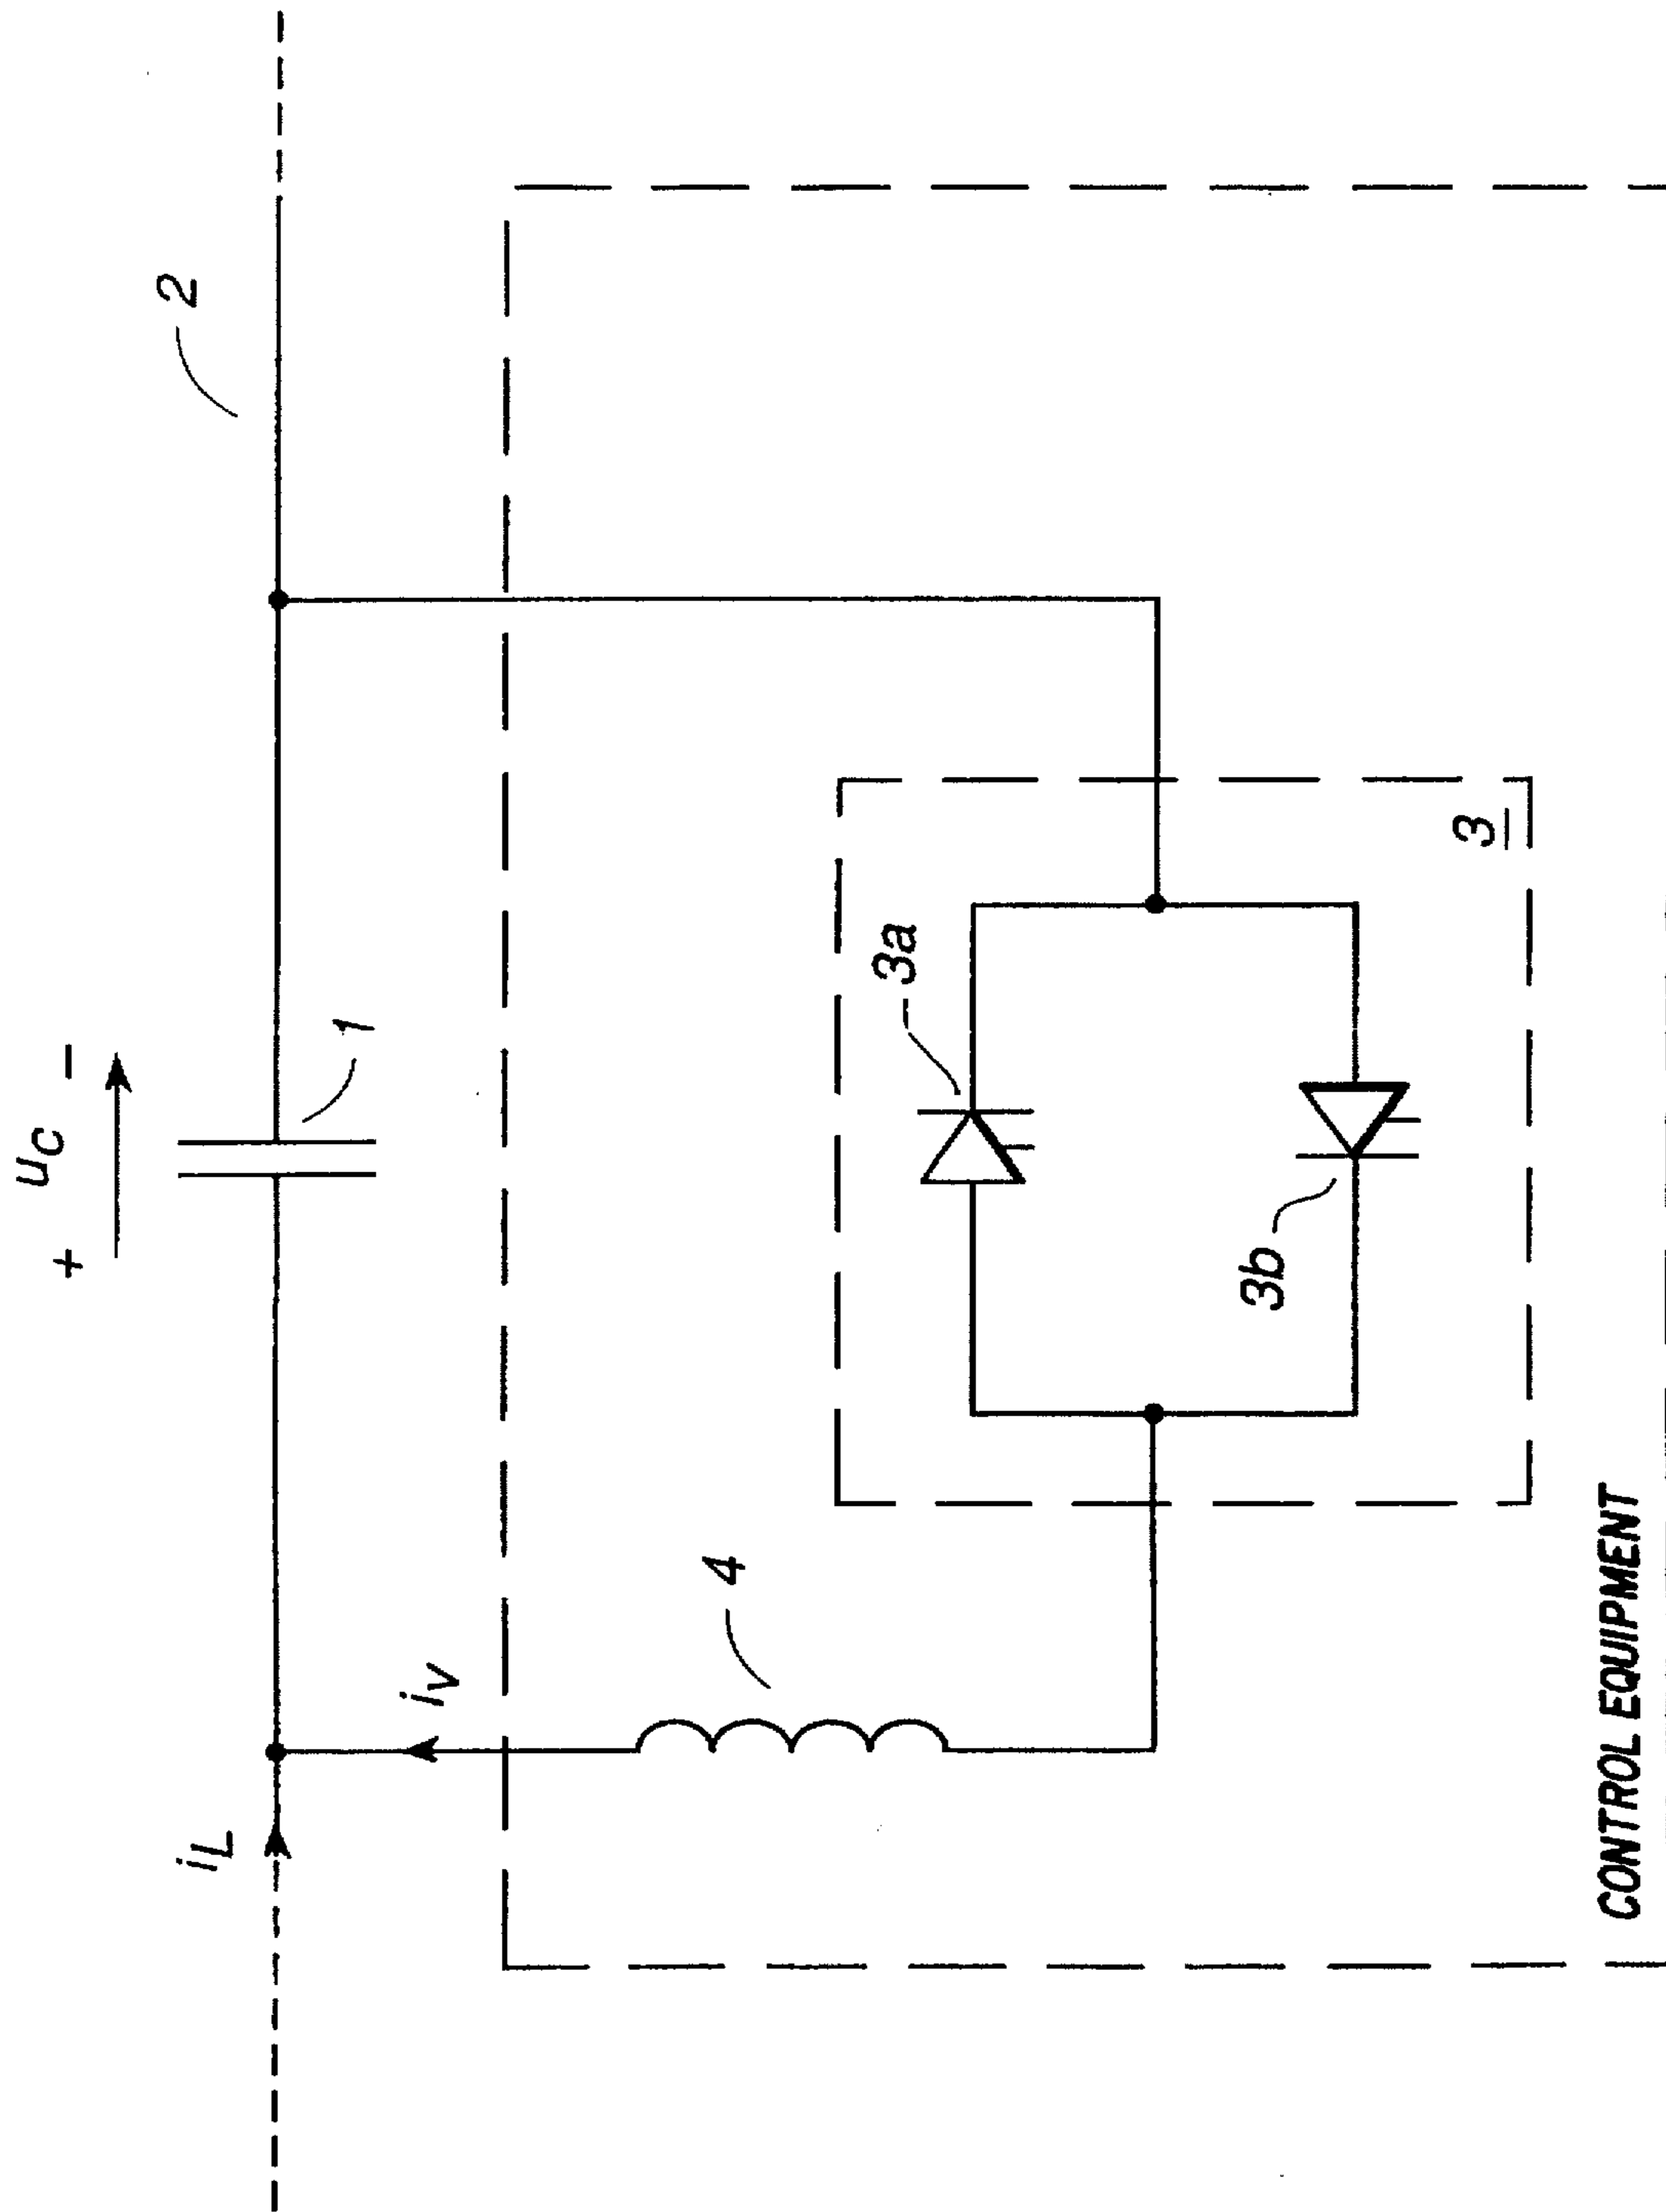 + u_C −
2
1
i_L
i_V
4
3a
3b
3
CONTROL EQUIPMENT